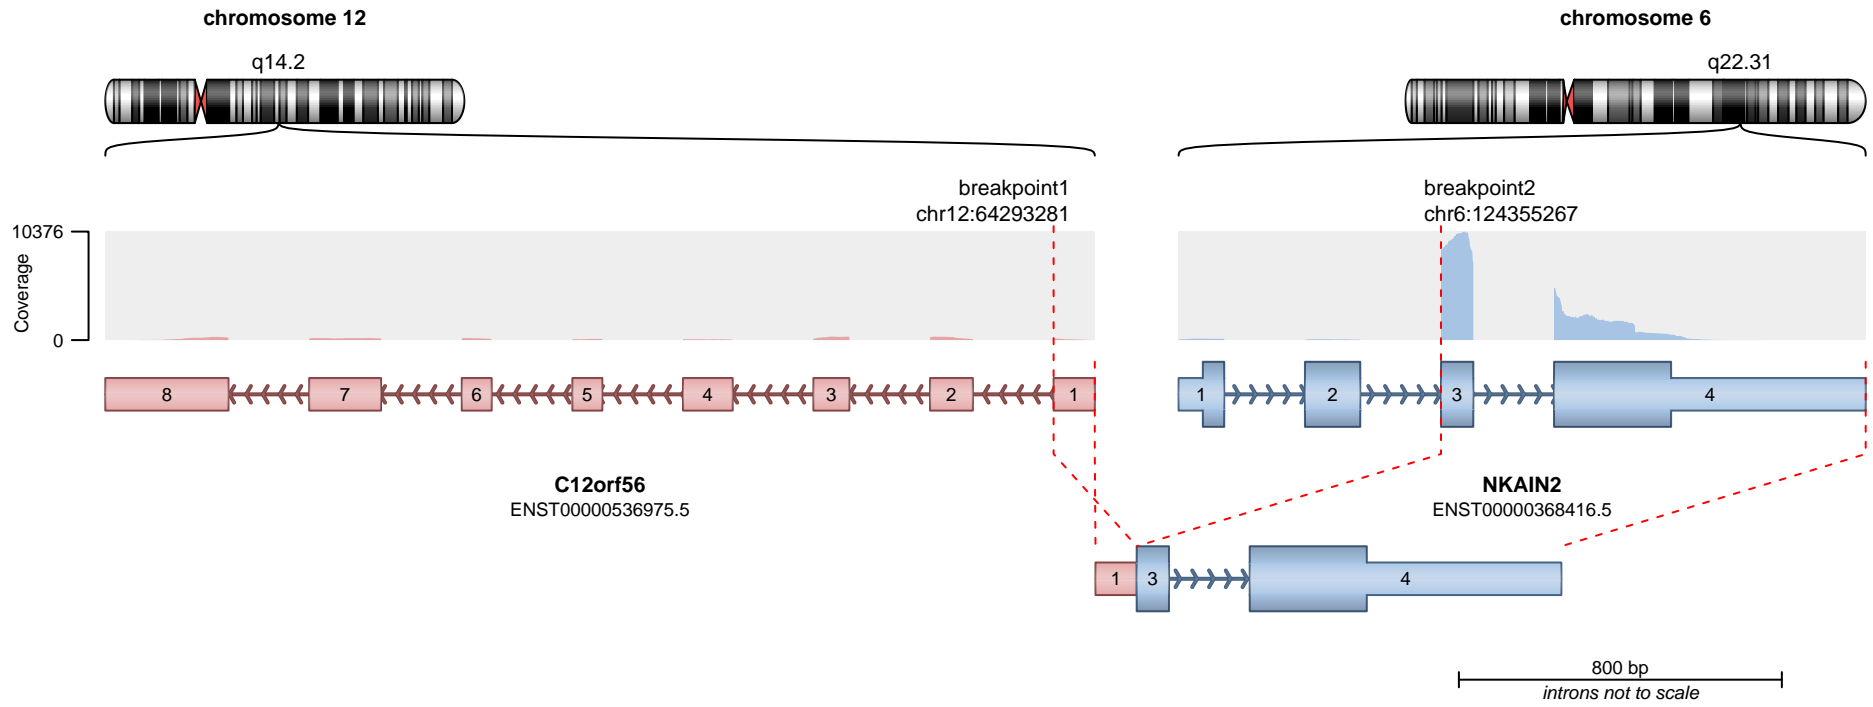 chromosome 12
chromosome 6
q14.2
q22.31
breakpoint1
chr12:64293281
breakpoint2
chr6:124355267
10376
Coverage
0
8 7 6 5 4 3 2 1
1 2 3 4
C12orf56
ENST00000536975.5
NKAIN2
ENST00000368416.5
1 3 4
800 bp
introns not to scale